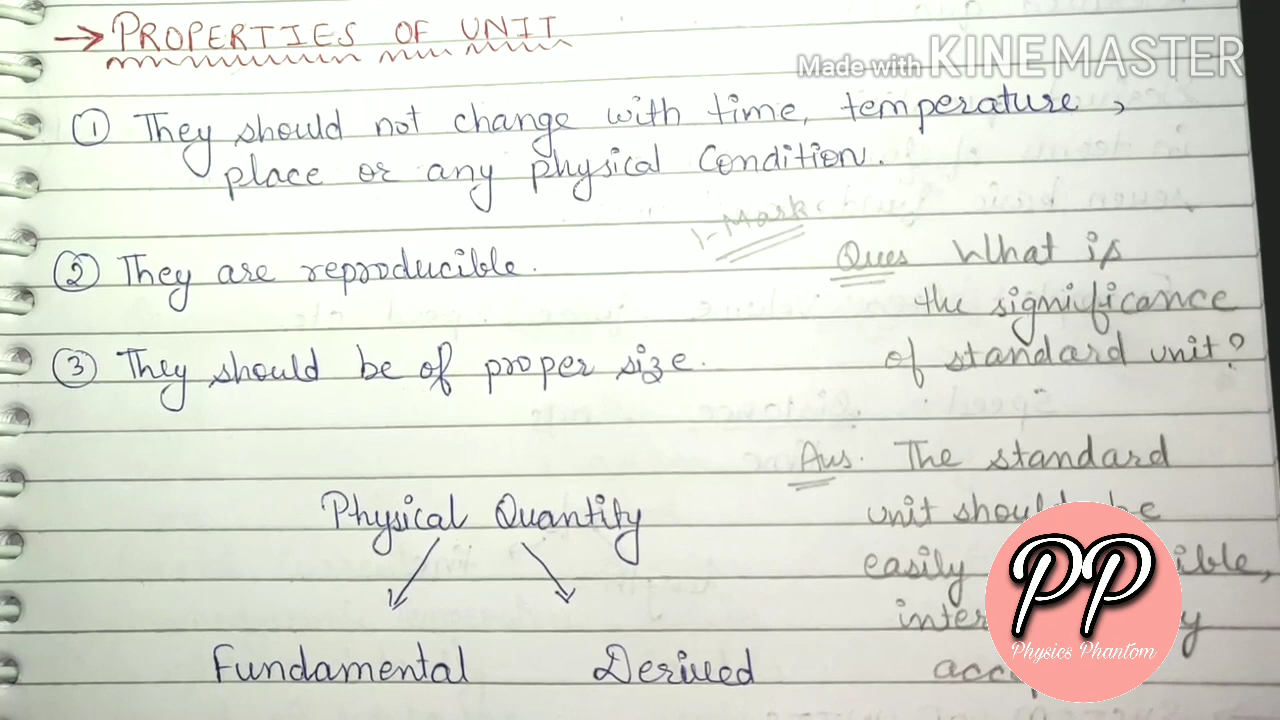 → PROPERTIES OF UNIT
Made with KINEMASTER
① They should not change with time, temperature,
place or any physical Condition.
1-Mark.
② They are reproducible.
Ques What is
the significance
③ They should be of proper size.
of standard unit?
Ans. The standard
Physical Quantity
unit should be
easily
PP
Physics Phantom
Fundamental Derived